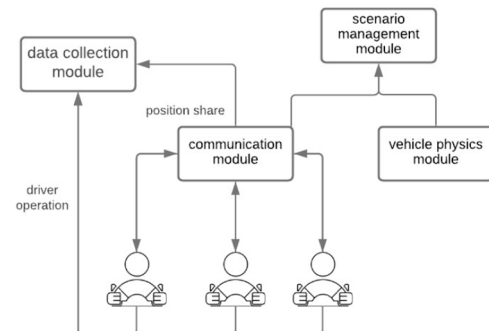 scenario
management
module
data collection
module
position share
communication
module
vehicle physics
module
driver
operation